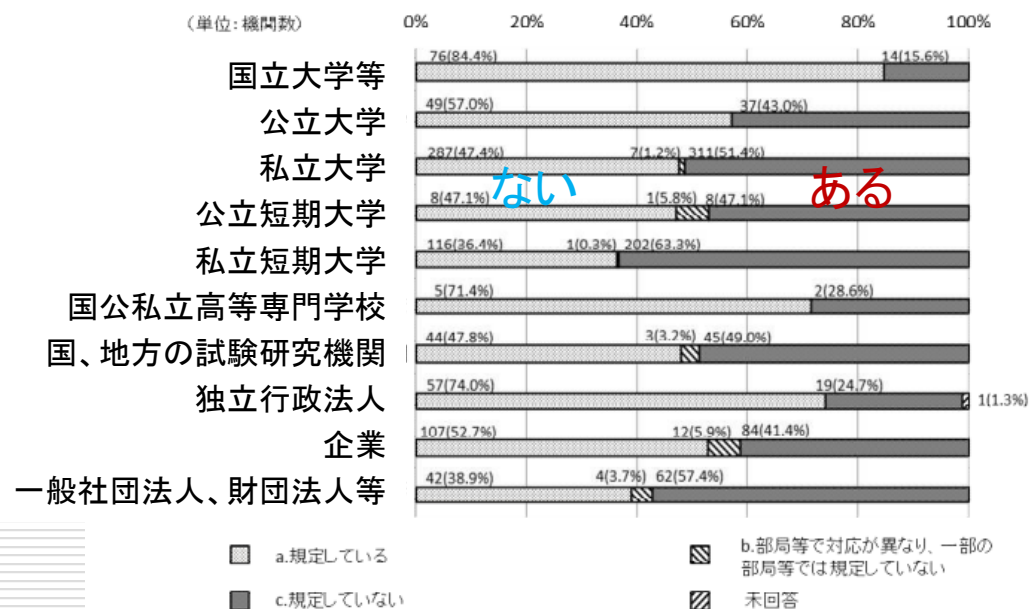 (単位:機関数) 0% 20% 40% 60% 80% 100%
国立大学等 76(84.4%) 14(15.6%)
公立大学 49(57.0%) 37(43.0%)
私立大学 287(47.4%) 7(1.2%) 311(51.4%)
ない ある
公立短期大学 8(47.1%) 1(5.8%) 8(47.1%)
私立短期大学 116(36.4%) 1(0.3%) 202(63.3%)
国公私立高等専門学校 5(71.4%) 2(28.6%)
国、地方の試験研究機関 44(47.8%) 3(3.2%) 45(49.0%)
独立行政法人 57(74.0%) 19(24.7%) 1(1.3%)
企業 107(52.7%) 12(5.9%) 84(41.4%)
一般社団法人、財団法人等 42(38.9%) 4(3.7%) 62(57.4%)
a.規定している
b.部局等で対応が異なり、一部の
部局等では規定していない
c.規定していない
未回答